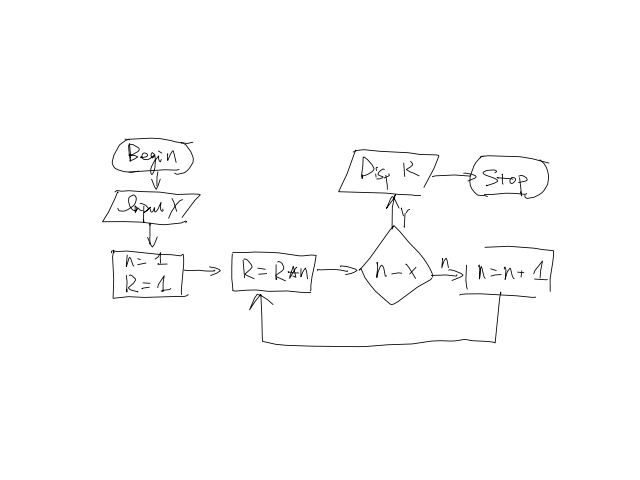 Begin
Input X
n=1
R=1
R=R*n
n-X
Y
Disp R
Stop
n
n=n+1